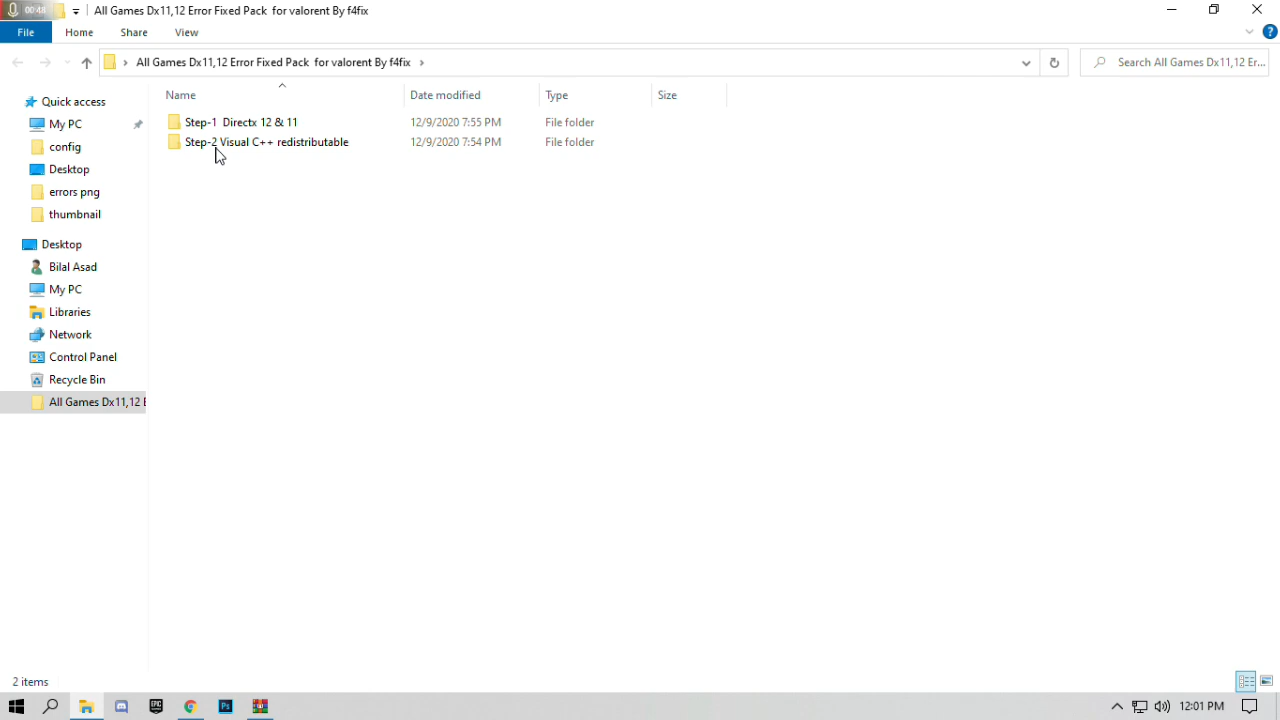 00:48
All Games Dx11,12 Error Fixed Pack for valorent By f4fix
File Home Share View
All Games Dx11,12 Error Fixed Pack for valorent By f4fix
Search All Games Dx11,12 Er...
Name Date modified Type Size
Step-1 Directx 12 & 11 12/9/2020 7:55 PM File folder
Step-2 Visual C++ redistributable 12/9/2020 7:54 PM File folder
Quick access
My PC
config
Desktop
errors png
thumbnail
Desktop
Bilal Asad
My PC
Libraries
Network
Control Panel
Recycle Bin
All Games Dx11,12 E
2 items
EPIC
Ps
12:01 PM